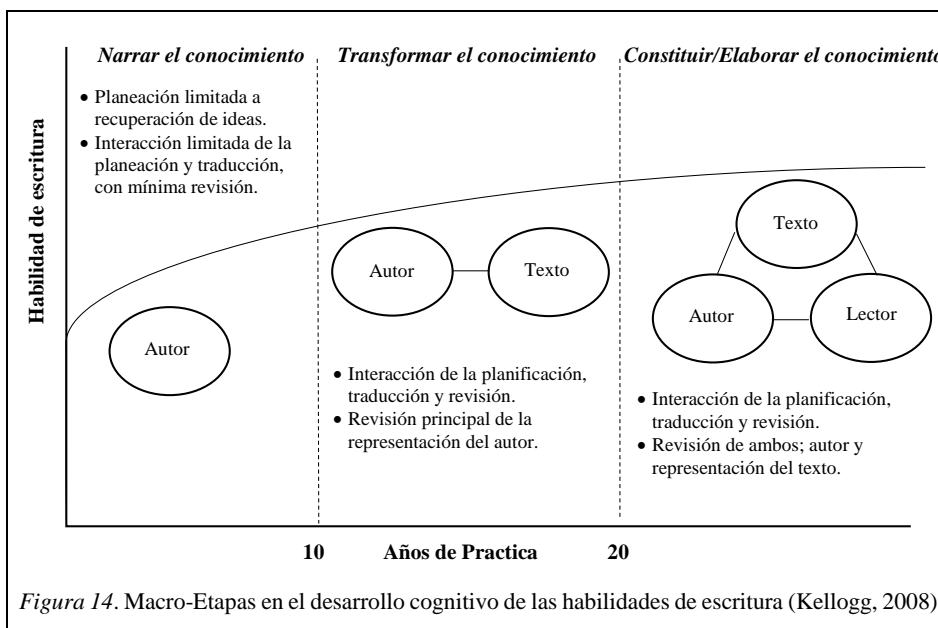 Narrar el conocimiento
Transformar el conocimiento
Constituir/Elaborar el conocimiento
• Planeación limitada a
recuperación de ideas.
• Interacción limitada de la
planeación y traducción,
con mínima revisión.
Habilidad de escritura
Autor
Autor
Texto
Texto
Autor
Lector
• Interacción de la planificación,
traducción y revisión.
• Revisión principal de la
representación del autor.
• Interacción de la planificación,
traducción y revisión.
• Revisión de ambos; autor y
representación del texto.
10
Años de Practica
20
Figura 14. Macro-Etapas en el desarrollo cognitivo de las habilidades de escritura (Kellogg, 2008)